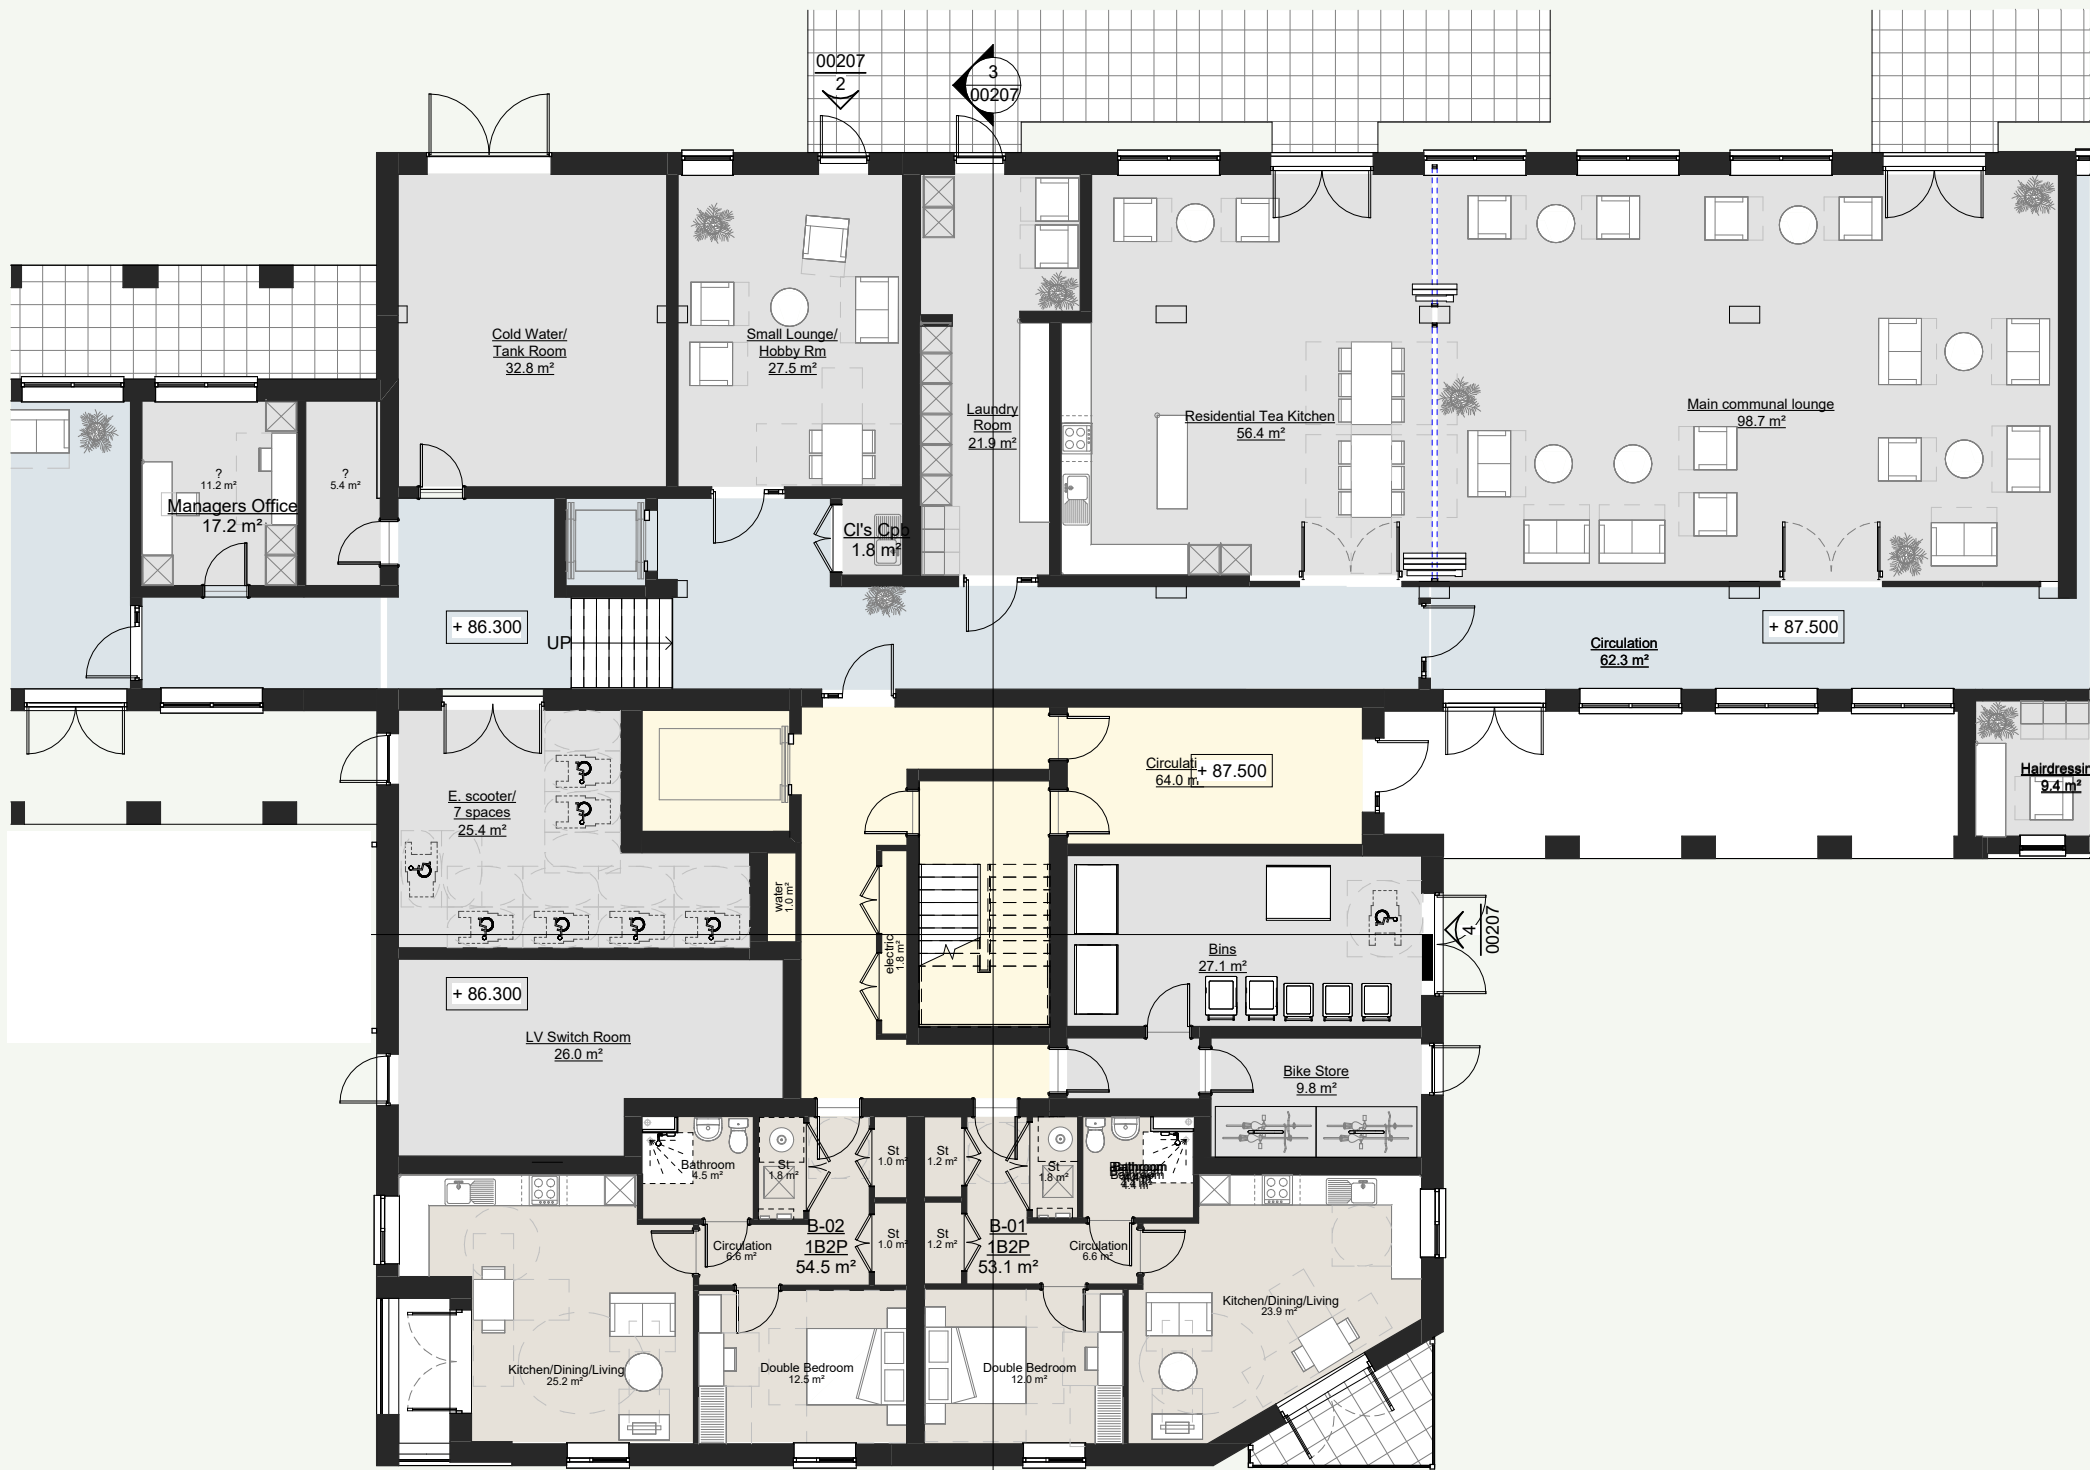 00207
2
3
00207
Cold Water/
Tank Room
32.8 m²
Small Lounge/
Hobby Rm
27.5 m²
Laundry
Room
21.9 m²
Residential Tea Kitchen
56.4 m²
Main communal lounge
98.7 m²
?
11.2 m²
Managers Office
17.2 m²
?
5.4 m²
Cl's Cpb
1.8 m²
+ 86.300
UP
Circulation
62.3 m²
+ 87.500
E. scooter/
7 spaces
25.4 m²
Circulati
64.0 m
+ 87.500
Hairdressin
9.4 m²
water
1.0 m²
electric
1.8 m²
Bins
27.1 m²
4
00207
+ 86.300
LV Switch Room
26.0 m²
Bike Store
9.8 m²
Bathroom
4.5 m²
St
1.8 m²
St
1.0 m²
St
1.2 m²
St
1.8 m²
Bathroom
B-02
1B2P
54.5 m²
Circulation
6.6 m²
St
1.0 m²
St
1.2 m²
B-01
1B2P
53.1 m²
Circulation
6.6 m²
Kitchen/Dining/Living
25.2 m²
Double Bedroom
12.5 m²
Double Bedroom
12.0 m²
Kitchen/Dining/Living
23.9 m²